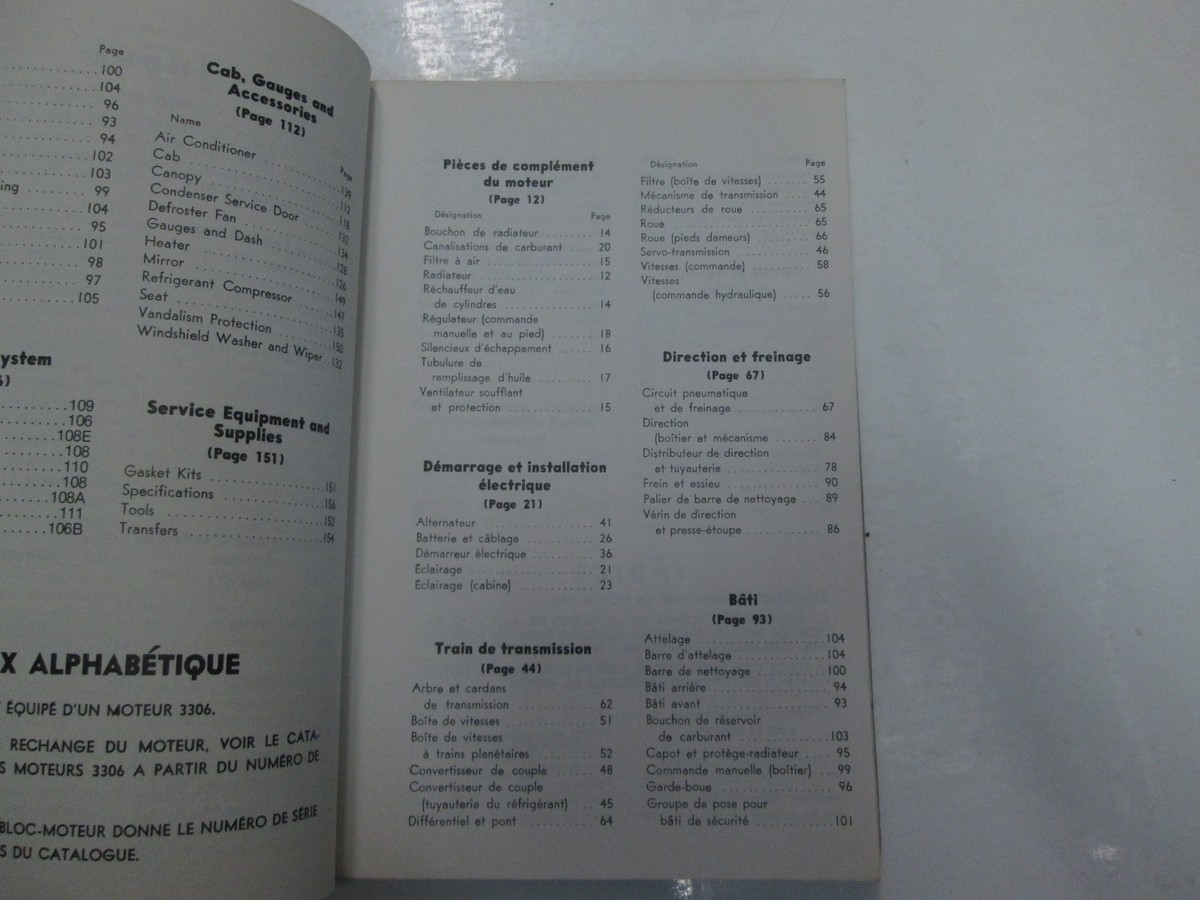 Page
100
104
96
93
94
102
103
ing 99
104
95
101
98
97
105
ystem
109
106
108E
108
110
108
108A
111
106B
Cab, Gauges and
Accessories
(Page 112)
Name Page
Air Conditioner 139
Cab 112
Canopy 118
Condenser Service Door 132
Defroster Fan 134
Gauges and Dash 128
Heater 126
Mirror 149
Refrigerant Compressor 147
Seat 135
Vandalism Protection 150
Windshield Washer and Wiper 132
Service Equipment and
Supplies
(Page 151)
Gasket Kits 151
Specifications 156
Tools 152
Transfers 154
X ALPHABÉTIQUE
ÉQUIPÉ D'UN MOTEUR 3306.
RECHANGE DU MOTEUR, VOIR LE CATA-
S MOTEURS 3306 A PARTIR DU NUMÉRO DE
BLOC-MOTEUR DONNE LE NUMÉRO DE SÉRIE
S DU CATALOGUE.
Pièces de complément
du moteur
(Page 12)
Désignation Page
Bouchon de radiateur 14
Canalisations de carburant 20
Filtre à air 15
Radiateur 12
Réchauffeur d'eau
de cylindres 14
Régulateur (commande
manuelle et au pied) 18
Silencieux d'échappement 16
Tubulure de
remplissage d'huile 17
Ventilateur soufflant
et protection 15
Démarrage et installation
électrique
(Page 21)
Alternateur 41
Batterie et câblage 26
Démarreur électrique 36
Éclairage 21
Éclairage (cabine) 23
Train de transmission
(Page 44)
Arbre et cardans
de transmission 62
Boîte de vitesses 51
Boîte de vitesses
à trains planétaires 52
Convertisseur de couple 48
Convertisseur de couple
(tuyauterie du réfrigérant) 45
Différentiel et pont 64
Désignation Page
Filtre (boîte de vitesses) 55
Mécanisme de transmission 44
Réducteurs de roue 65
Roue 65
Roue (pieds dameurs) 66
Servo-transmission 46
Vitesses (commande) 58
Vitesses
(commande hydraulique) 56
Direction et freinage
(Page 67)
Circuit pneumatique
et de freinage 67
Direction
(boîtier et mécanisme 84
Distributeur de direction
et tuyauterie 78
Frein et essieu 90
Palier de barre de nettoyage 89
Vérin de direction
et presse-étoupe 86
Bâti
(Page 93)
Attelage 104
Barre d'attelage 104
Barre de nettoyage 100
Bâti arrière 94
Bâti avant 93
Bouchon de réservoir
de carburant 103
Capot et protège-radiateur 95
Commande manuelle (boîtier) 99
Garde-boue 96
Groupe de pose pour
bâti de sécurité 101